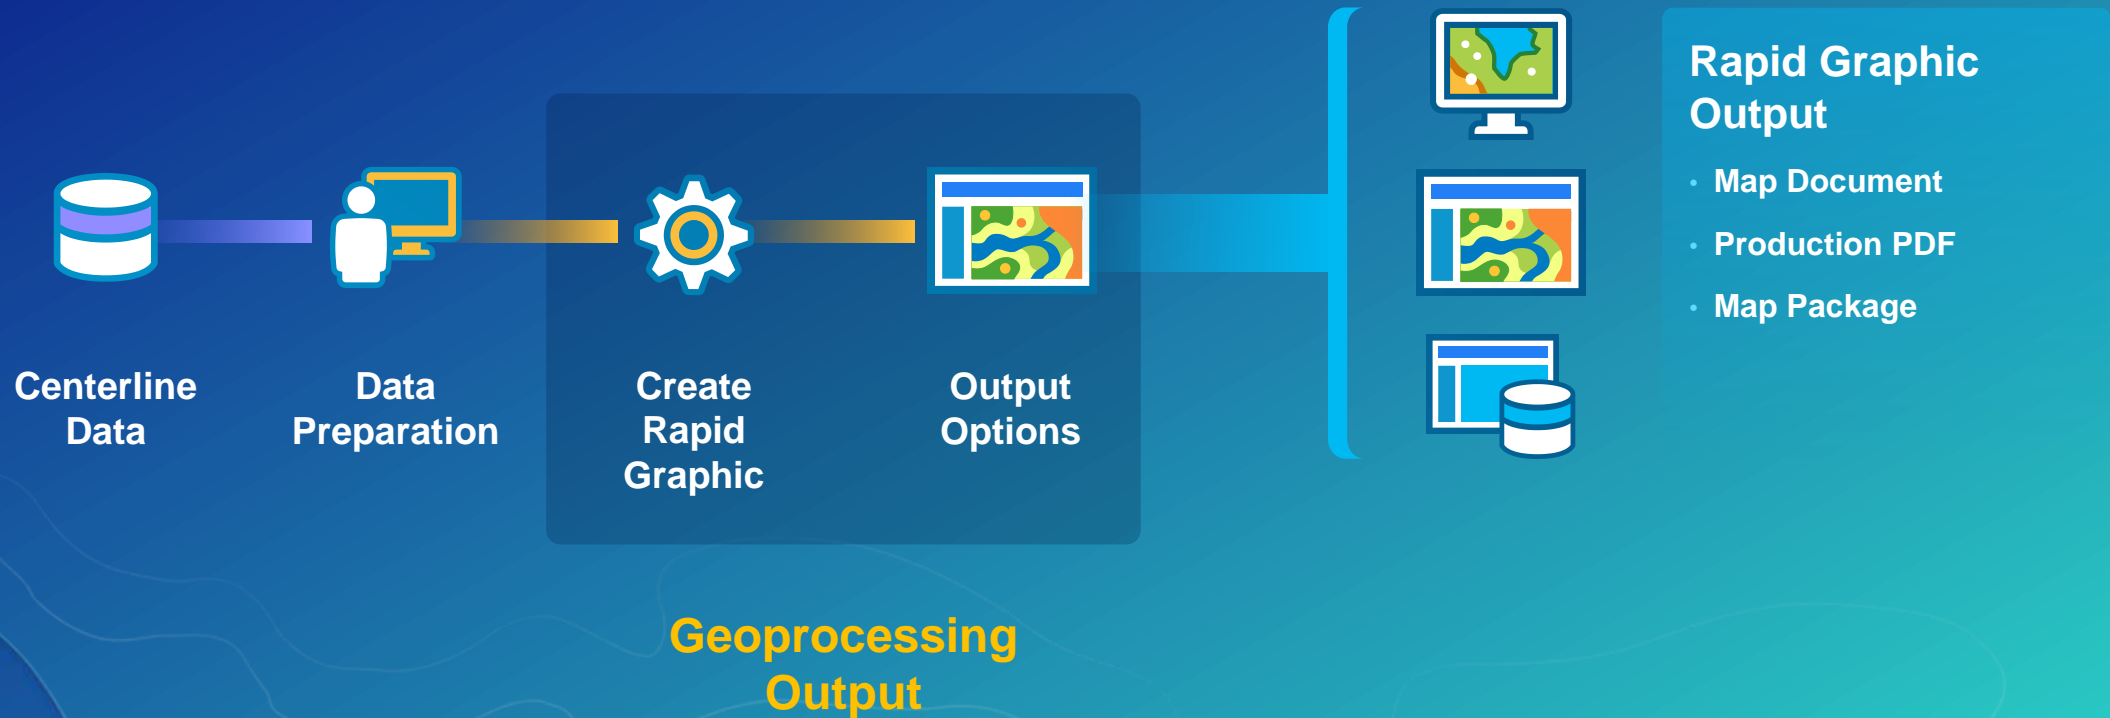 Centerline
Data
Data
Preparation
Create
Rapid
Graphic
Output
Options
Geoprocessing
Output
Rapid Graphic
Output
• Map Document
• Production PDF
• Map Package